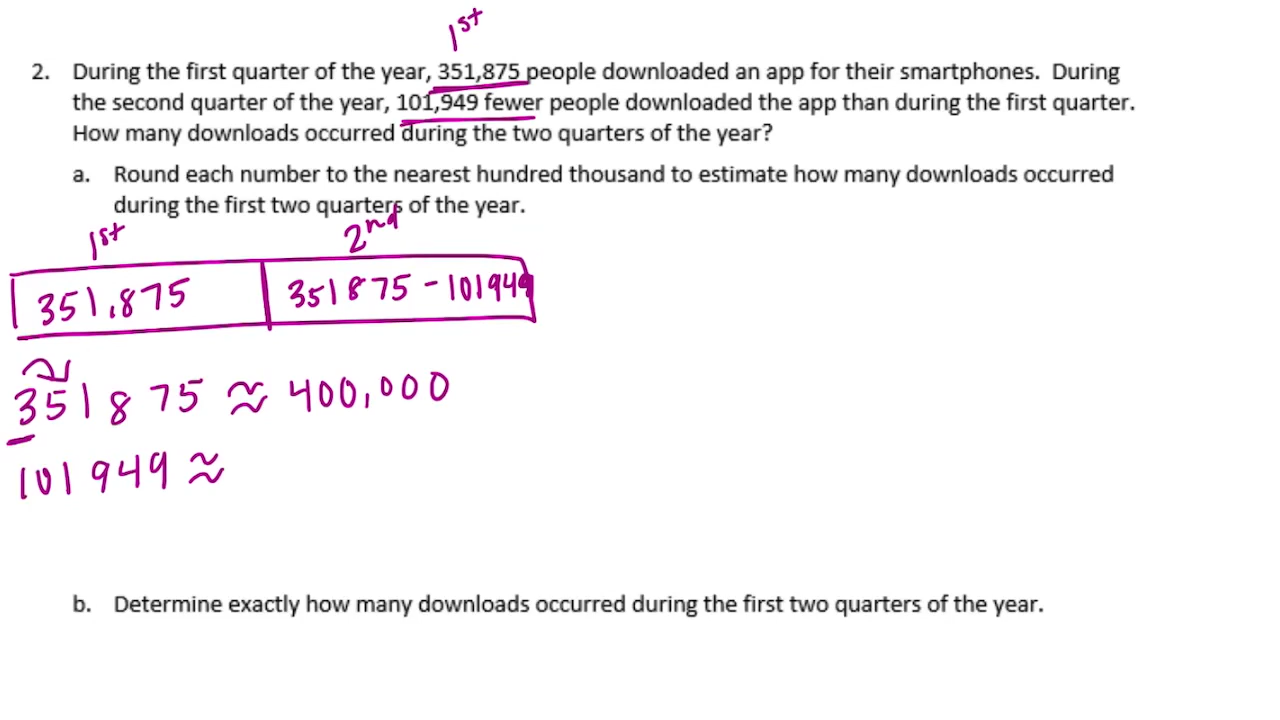 1st
2. During the first quarter of the year, 351,875 people downloaded an app for their smartphones. During
the second quarter of the year, 101,949 fewer people downloaded the app than during the first quarter.
How many downloads occurred during the two quarters of the year?
a. Round each number to the nearest hundred thousand to estimate how many downloads occurred
during the first two quarters of the year.
1st 2nd
351,875 351875 - 101949
351875 ≈ 400,000
101949 ≈
b. Determine exactly how many downloads occurred during the first two quarters of the year.